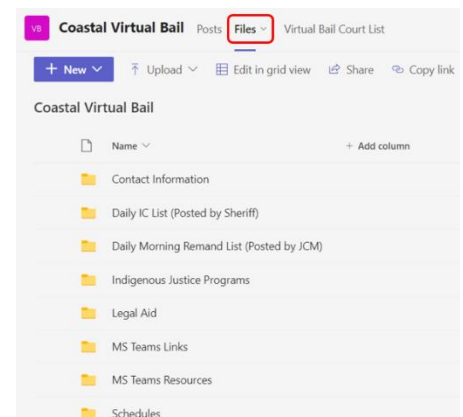 VB Coastal Virtual Bail Posts Files Virtual Bail Court List
+ New Upload Edit in grid view Share Copy link
Coastal Virtual Bail
Name + Add column
Contact Information
Daily IC List (Posted by Sheriff)
Daily Morning Remand List (Posted by JCM)
Indigenous Justice Programs
Legal Aid
MS Teams Links
MS Teams Resources
Schedules